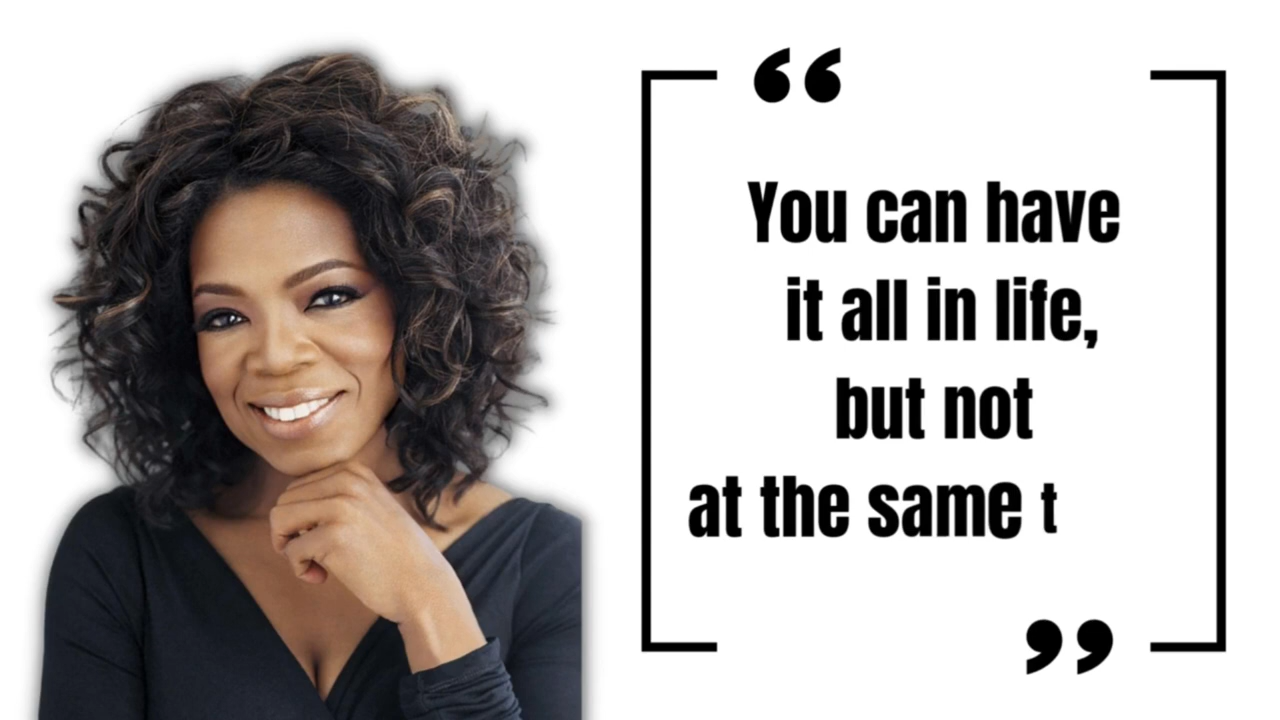 “
You can have
it all in life,
but not
at the same t
”